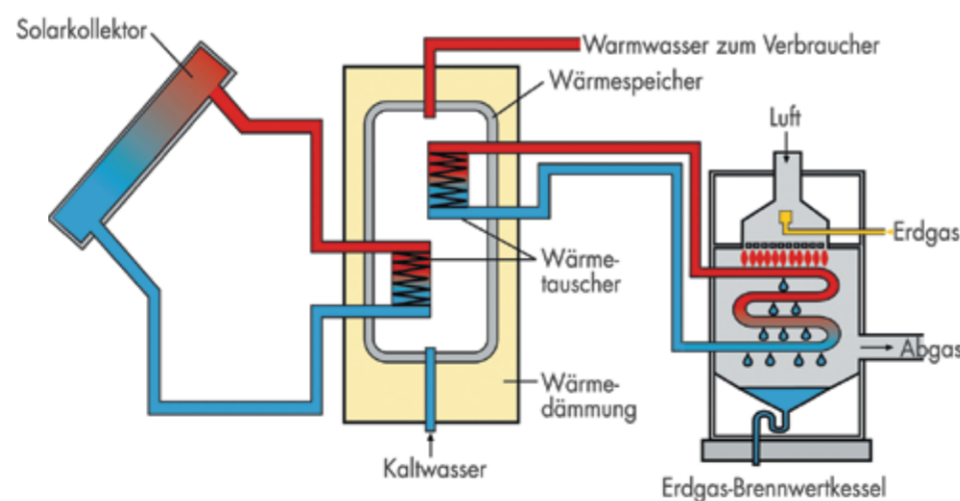 Solarkollektor
Warmwasser zum Verbraucher
Wärmespeicher
Luft
Erdgas
Wärme-
tauscher
Abgas
Wärme-
dämmung
Kaltwasser
Erdgas-Brennwertkessel